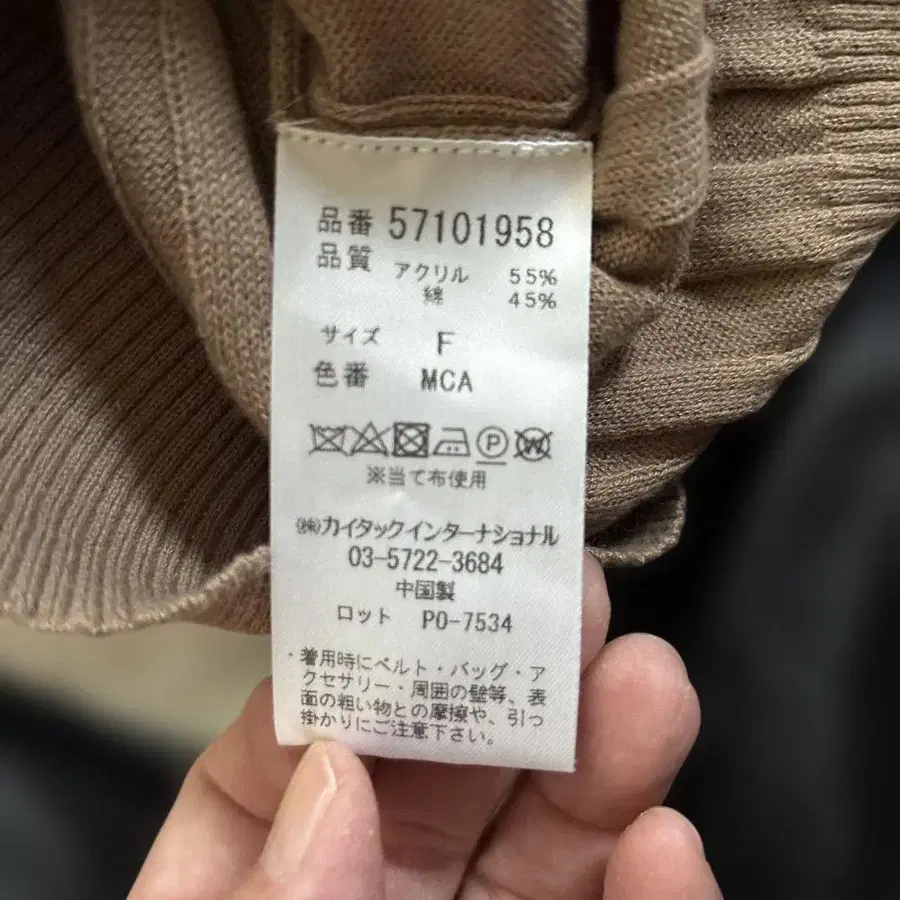 品番 57101958
品質 アクリル 55%
綿 45%
サイズ F
色番 MCA
P W
※当て布使用
㈱カイタックインターナショナル
03-5722-3684
中国製
ロット PO-7534
・着用時にベルト・バッグ・ア
クセサリー・周囲の壁等、表
面の粗い物との摩擦や、引っ
掛かりにご注意下さい。